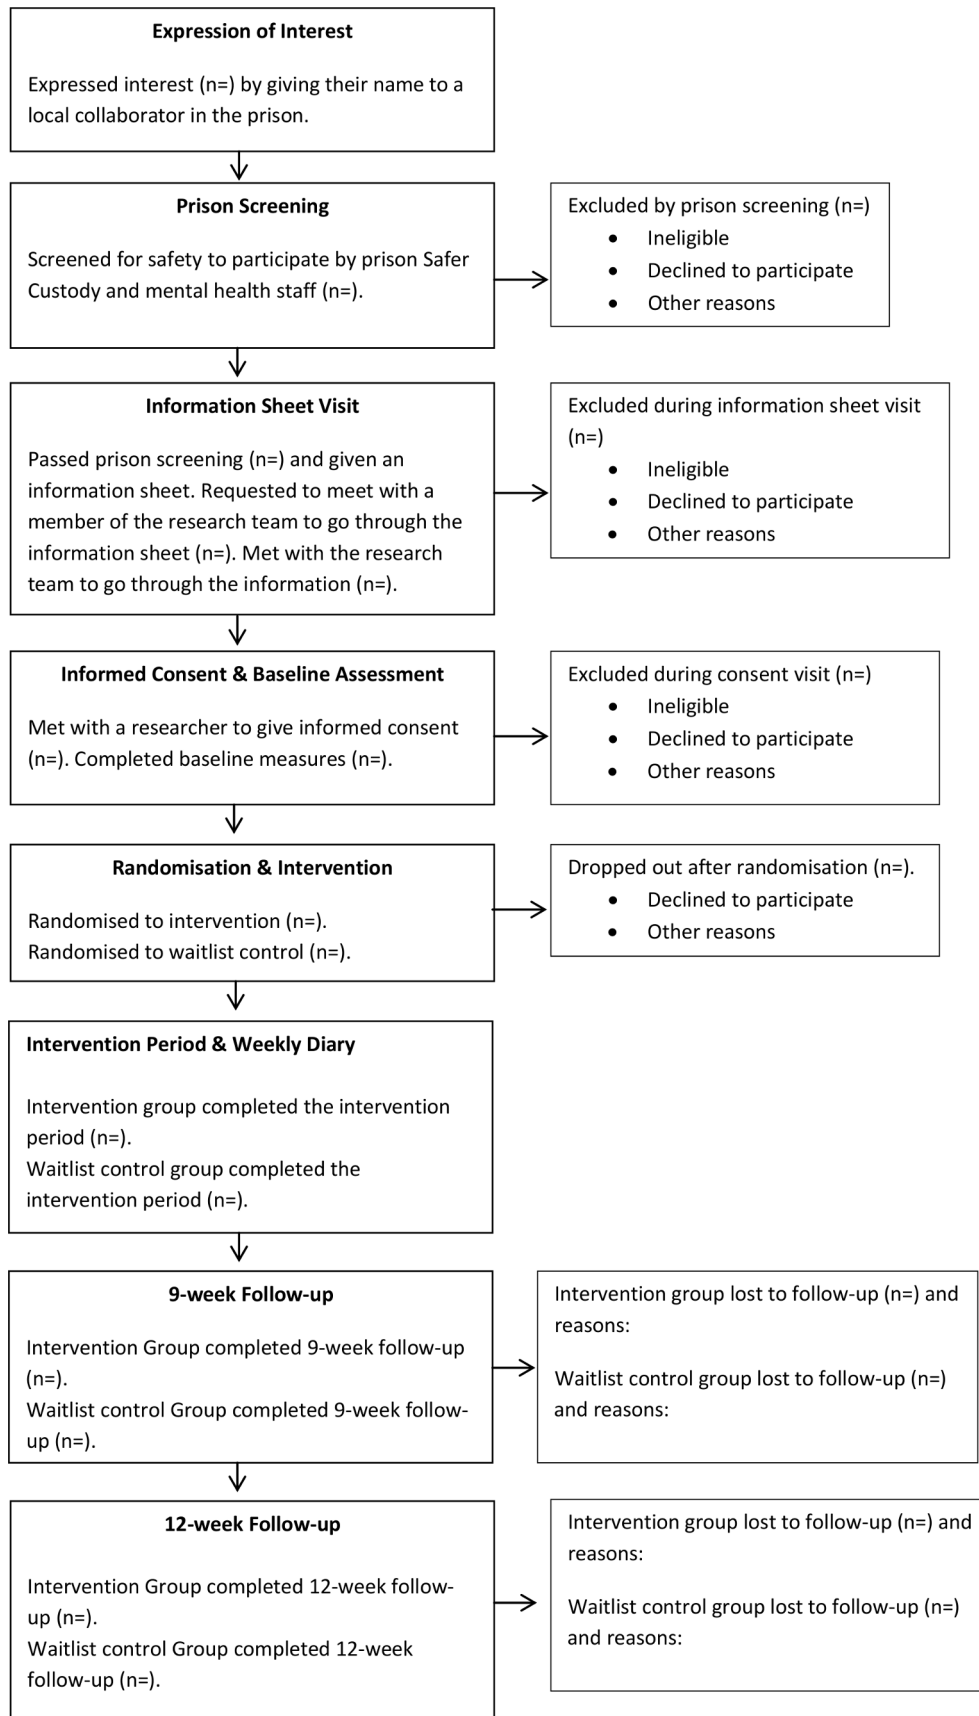 Expression of Interest
Expressed interest (n=) by giving their name to a
local collaborator in the prison.
Prison Screening
Screened for safety to participate by prison Safer
Custody and mental health staff (n=).
Excluded by prison screening (n=)
• Ineligible
• Declined to participate
• Other reasons
Information Sheet Visit
Passed prison screening (n=) and given an
information sheet. Requested to meet with a
member of the research team to go through the
information sheet (n=). Met with the research
team to go through the information (n=).
Excluded during information sheet visit
(n=)
• Ineligible
• Declined to participate
• Other reasons
Informed Consent & Baseline Assessment
Met with a researcher to give informed consent
(n=). Completed baseline measures (n=).
Excluded during consent visit (n=)
• Ineligible
• Declined to participate
• Other reasons
Randomisation & Intervention
Randomised to intervention (n=).
Randomised to waitlist control (n=).
Dropped out after randomisation (n=).
• Declined to participate
• Other reasons
Intervention Period & Weekly Diary
Intervention group completed the intervention
period (n=).
Waitlist control group completed the
intervention period (n=).
9-week Follow-up
Intervention Group completed 9-week follow-up
(n=).
Waitlist control Group completed 9-week follow-
up (n=).
Intervention group lost to follow-up (n=) and
reasons:
Waitlist control group lost to follow-up (n=)
and reasons:
12-week Follow-up
Intervention Group completed 12-week follow-
up (n=).
Waitlist control Group completed 12-week
follow-up (n=).
Intervention group lost to follow-up (n=) and
reasons:
Waitlist control group lost to follow-up (n=)
and reasons: